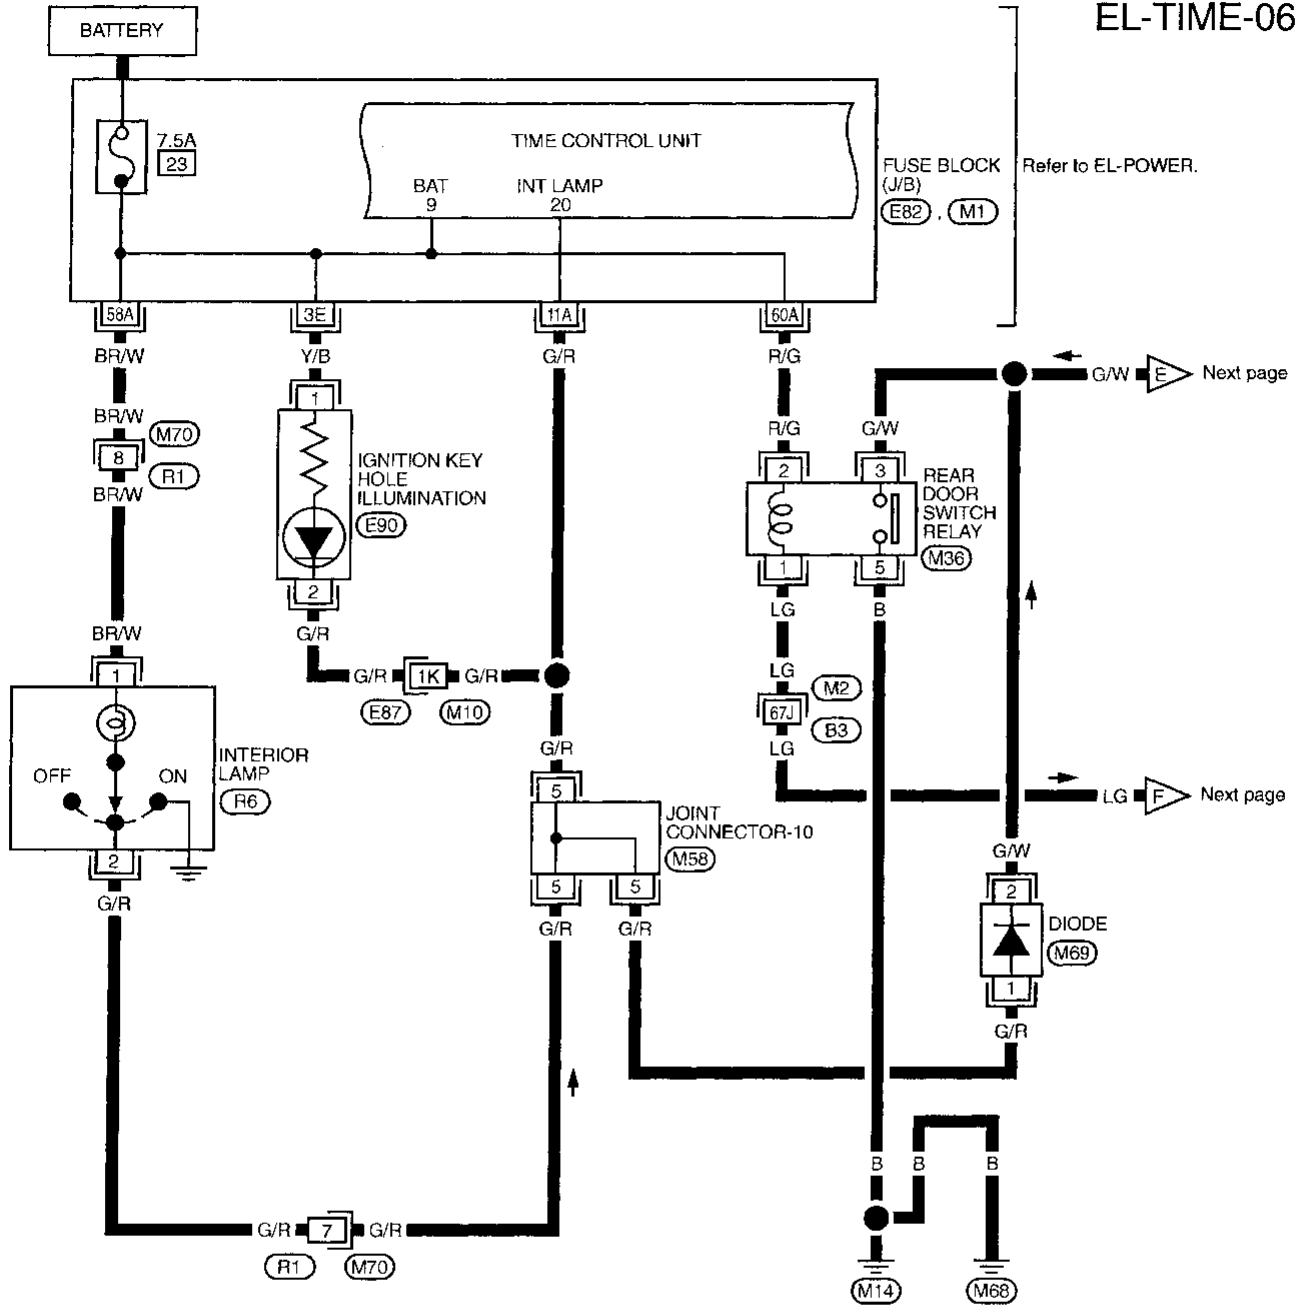 EL-TIME-06
BATTERY
7.5A
23
TIME CONTROL UNIT
BAT
9
INT LAMP
20
FUSE BLOCK
(J/B)
E82 , M1
Refer to EL-POWER.
58A
3E
11A
60A
BR/W
Y/B
G/R
R/G
G/W
E
Next page
1
BR/W
M70
8
R1
BR/W
IGNITION KEY
HOLE
ILLUMINATION
E90
R/G
G/W
2
3
REAR
DOOR
SWITCH
RELAY
M36
1
5
2
LG
B
G/R
BR/W
1
G/R
1K
G/R
E87
M10
LG
M2
67J
B3
LG
INTERIOR
LAMP
R6
OFF
ON
G/R
5
LG
F
Next page
JOINT
CONNECTOR-10
M58
G/W
2
2
5
5
G/R
G/R
G/R
DIODE
M69
1
G/R
B
B
B
G/R
7
G/R
R1
M70
M14
M68